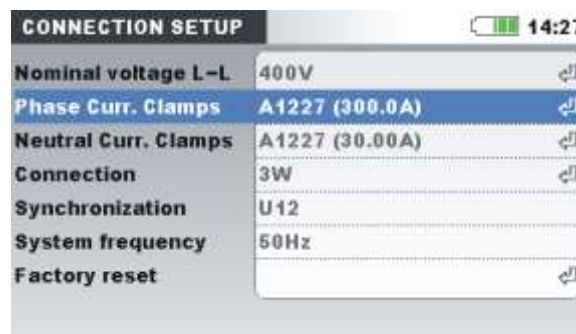 CONNECTION SETUP 14:27
Nominal voltage L-L 400V
Phase Curr. Clamps A1227 (300.0A)
Neutral Curr. Clamps A1227 (30.00A)
Connection 3W
Synchronization U12
System frequency 50Hz
Factory reset